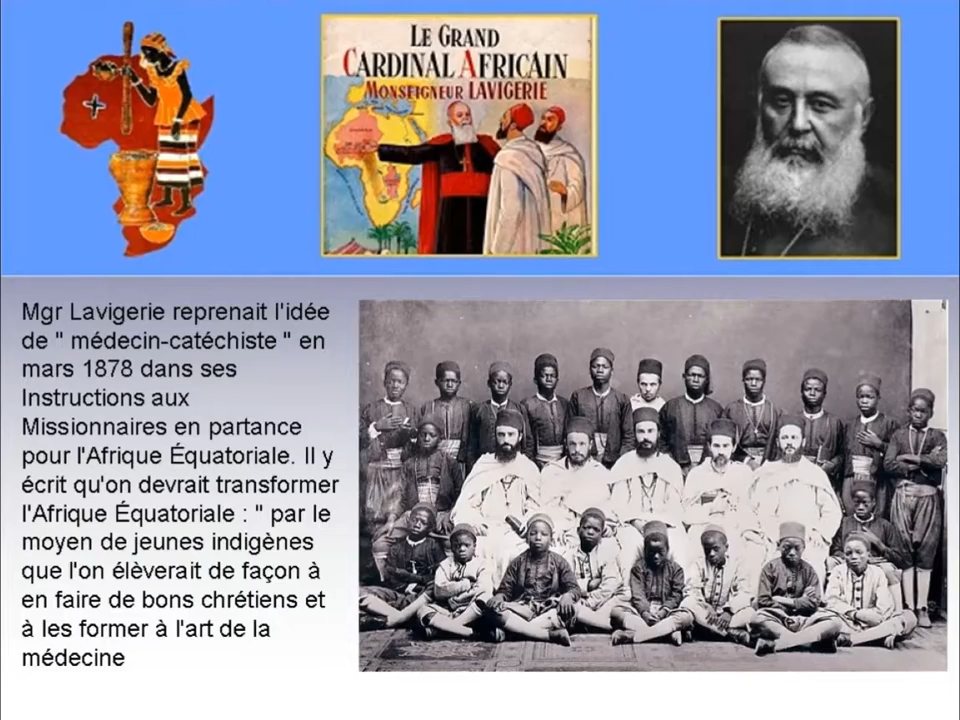 LE GRAND
CARDINAL AFRICAIN
MONSEIGNEUR LAVIGERIE
Mgr Lavigerie reprenait l'idée
de " médecin-catéchiste " en
mars 1878 dans ses
Instructions aux
Missionnaires en partance
pour l'Afrique Équatoriale. Il y
écrit qu'on devrait transformer
l'Afrique Équatoriale : " par le
moyen de jeunes indigènes
que l'on élèverait de façon à
en faire de bons chrétiens et
à les former à l'art de la
médecine